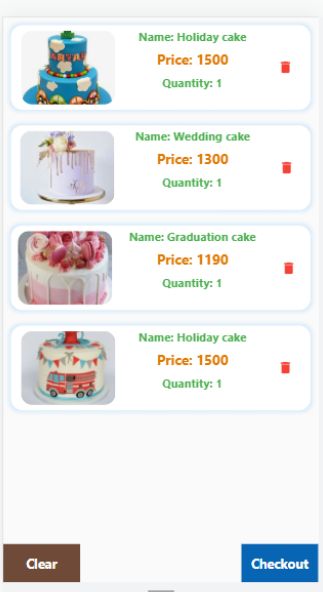 Name: Holiday cake
Price: 1500
Quantity: 1
Name: Wedding cake
Price: 1300
Quantity: 1
Name: Graduation cake
Price: 1190
Quantity: 1
Name: Holiday cake
Price: 1500
Quantity: 1
Clear
Checkout